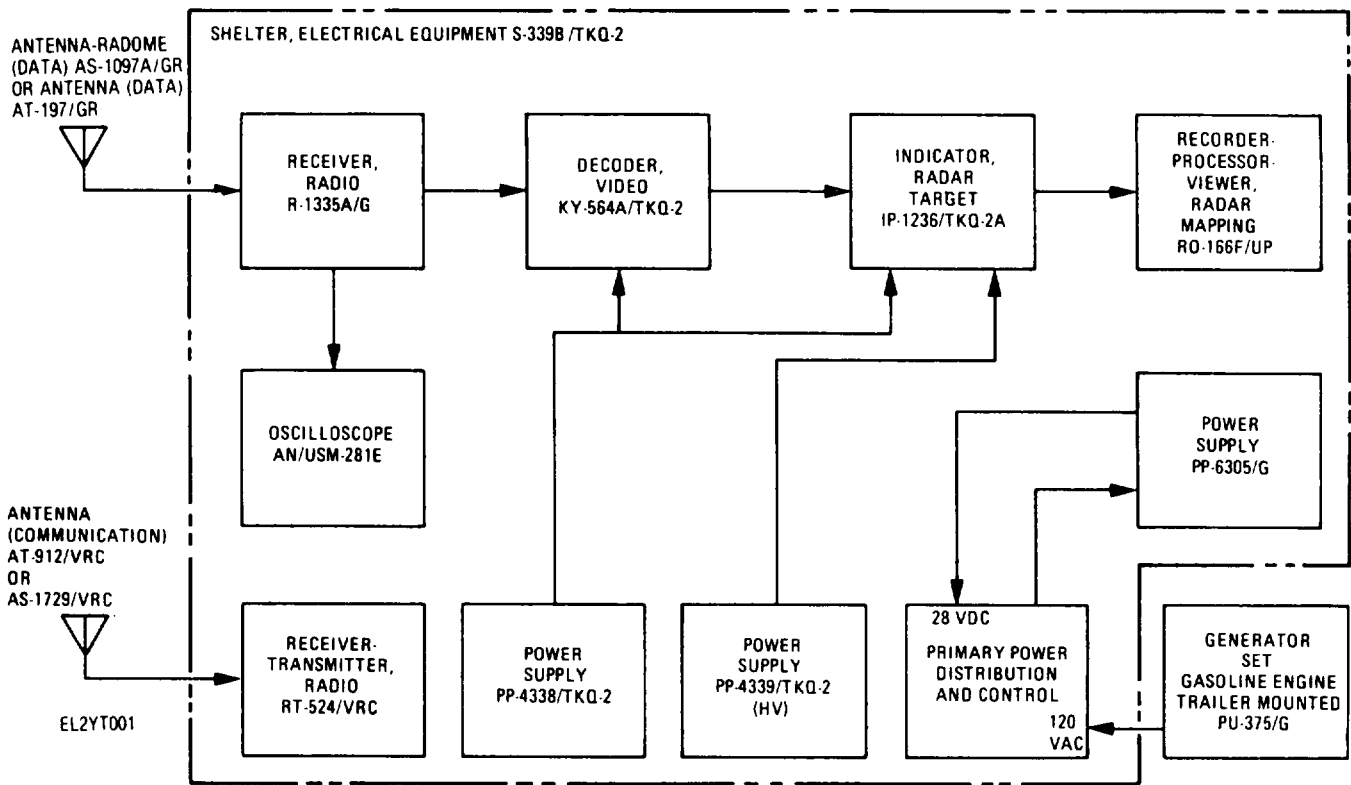 SHELTER, ELECTRICAL EQUIPMENT S-339B/TKQ-2
ANTENNA-RADOME
(DATA) AS-1097A/GR
OR ANTENNA (DATA)
AT-197/GR
RECEIVER,
RADIO
R-1335A/G
DECODER,
VIDEO
KY-564A/TKQ-2
INDICATOR,
RADAR
TARGET
IP-1236/TKQ-2A
RECORDER-
PROCESSOR-
VIEWER,
RADAR
MAPPING
RO-166F/UP
OSCILLOSCOPE
AN/USM-281E
POWER
SUPPLY
PP-6305/G
ANTENNA
(COMMUNICATION)
AT-912/VRC
OR
AS-1729/VRC
RECEIVER-
TRANSMITTER,
RADIO
RT-524/VRC
POWER
SUPPLY
PP-4338/TKQ-2
POWER
SUPPLY
PP-4339/TKQ-2
(HV)
28 VDC
PRIMARY POWER
DISTRIBUTION
AND CONTROL
120
VAC
GENERATOR
SET
GASOLINE ENGINE
TRAILER MOUNTED
PU-375/G
EL2YT001